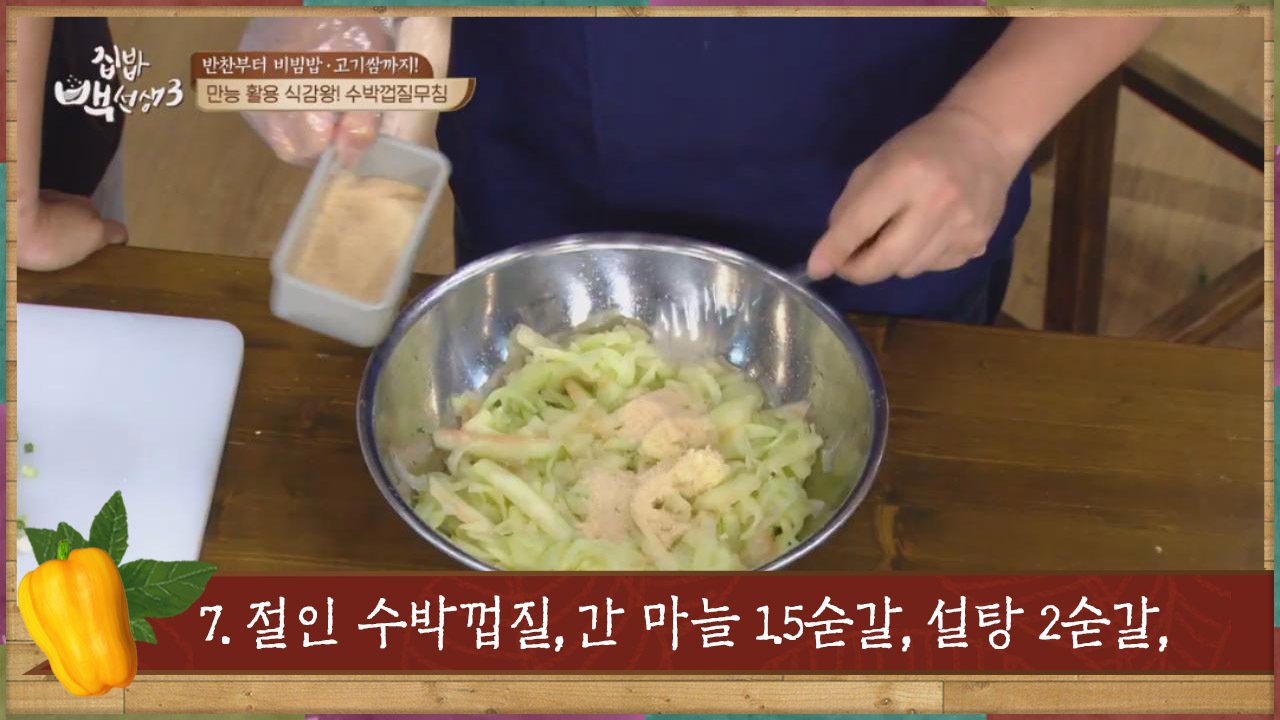 집밥
백선생3
반찬부터 비빔밥·고기쌈까지!
만능 활용 식감왕! 수박껍질무침
7. 절인 수박껍질, 간 마늘 1.5숟갈, 설탕 2숟갈,